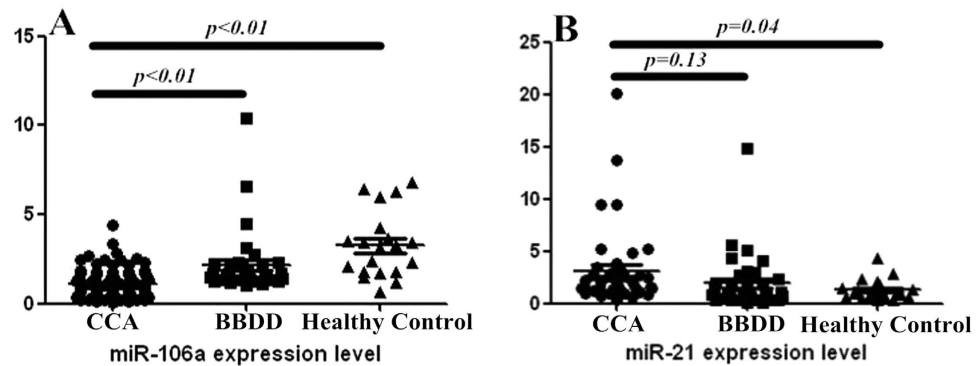 A
p<0.01
p<0.01
15
10
5
0
CCA BBDD Healthy Control
miR-106a expression level
B
p=0.04
p=0.13
25
20
15
10
5
0
CCA BBDD Healthy Control
miR-21 expression level